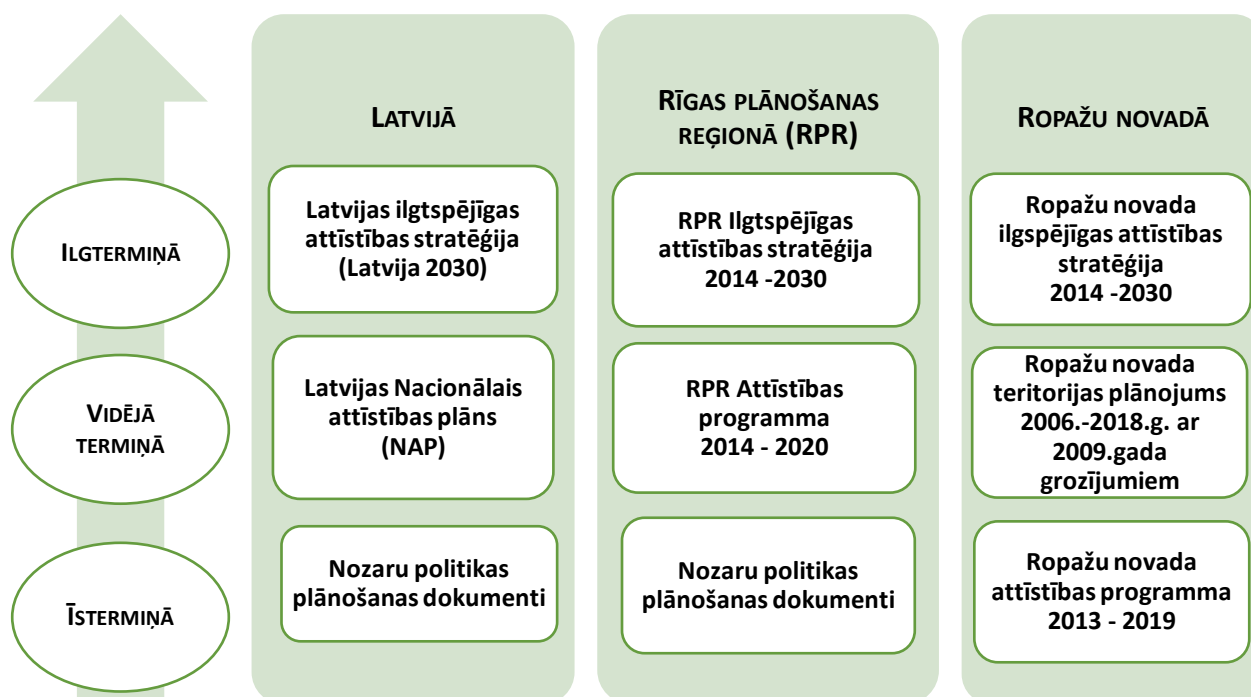 LATVIJĀ
RĪGAS PLĀNOŠANAS
REĢIONĀ (RPR)
ROPAŽU NOVADĀ
ILGTERMIŅĀ
Latvijas ilgtspējīgas
attīstības stratēģija
(Latvija 2030)
RPR Ilgtspējīgas
attīstības stratēģija
2014 -2030
Ropažu novada
ilgspējīgas attīstības
stratēģija
2014 -2030
VIDĒJĀ
TERMIŅĀ
Latvijas Nacionālais
attīstības plāns
(NAP)
RPR Attīstības
programma
2014 - 2020
Ropažu novada
teritorijas plānojums
2006.-2018.g. ar
2009.gada
grozījumiem
ĪSTERMIŅĀ
Nozaru politikas
plānošanas dokumenti
Nozaru politikas
plānošanas dokumenti
Ropažu novada
attīstības programma
2013 - 2019